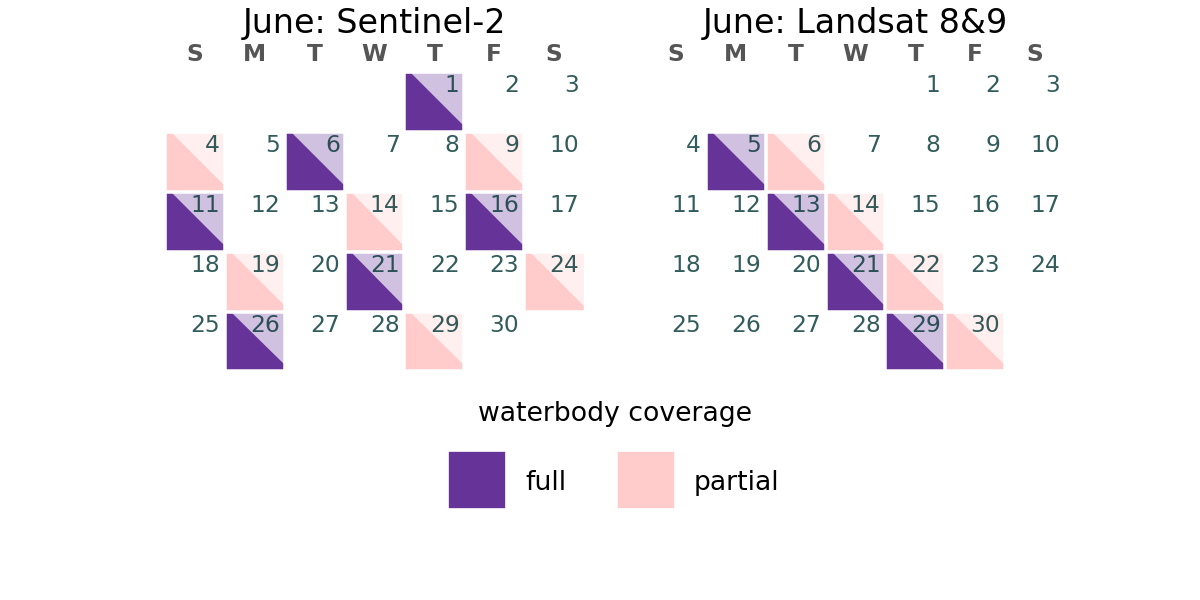 June: Sentinel-2
S M T W T F S
1 2 3
4 5 6 7 8 9 10
11 12 13 14 15 16 17
18 19 20 21 22 23 24
25 26 27 28 29 30
June: Landsat 8&9
S M T W T F S
1 2 3
4 5 6 7 8 9 10
11 12 13 14 15 16 17
18 19 20 21 22 23 24
25 26 27 28 29 30
waterbody coverage
full partial